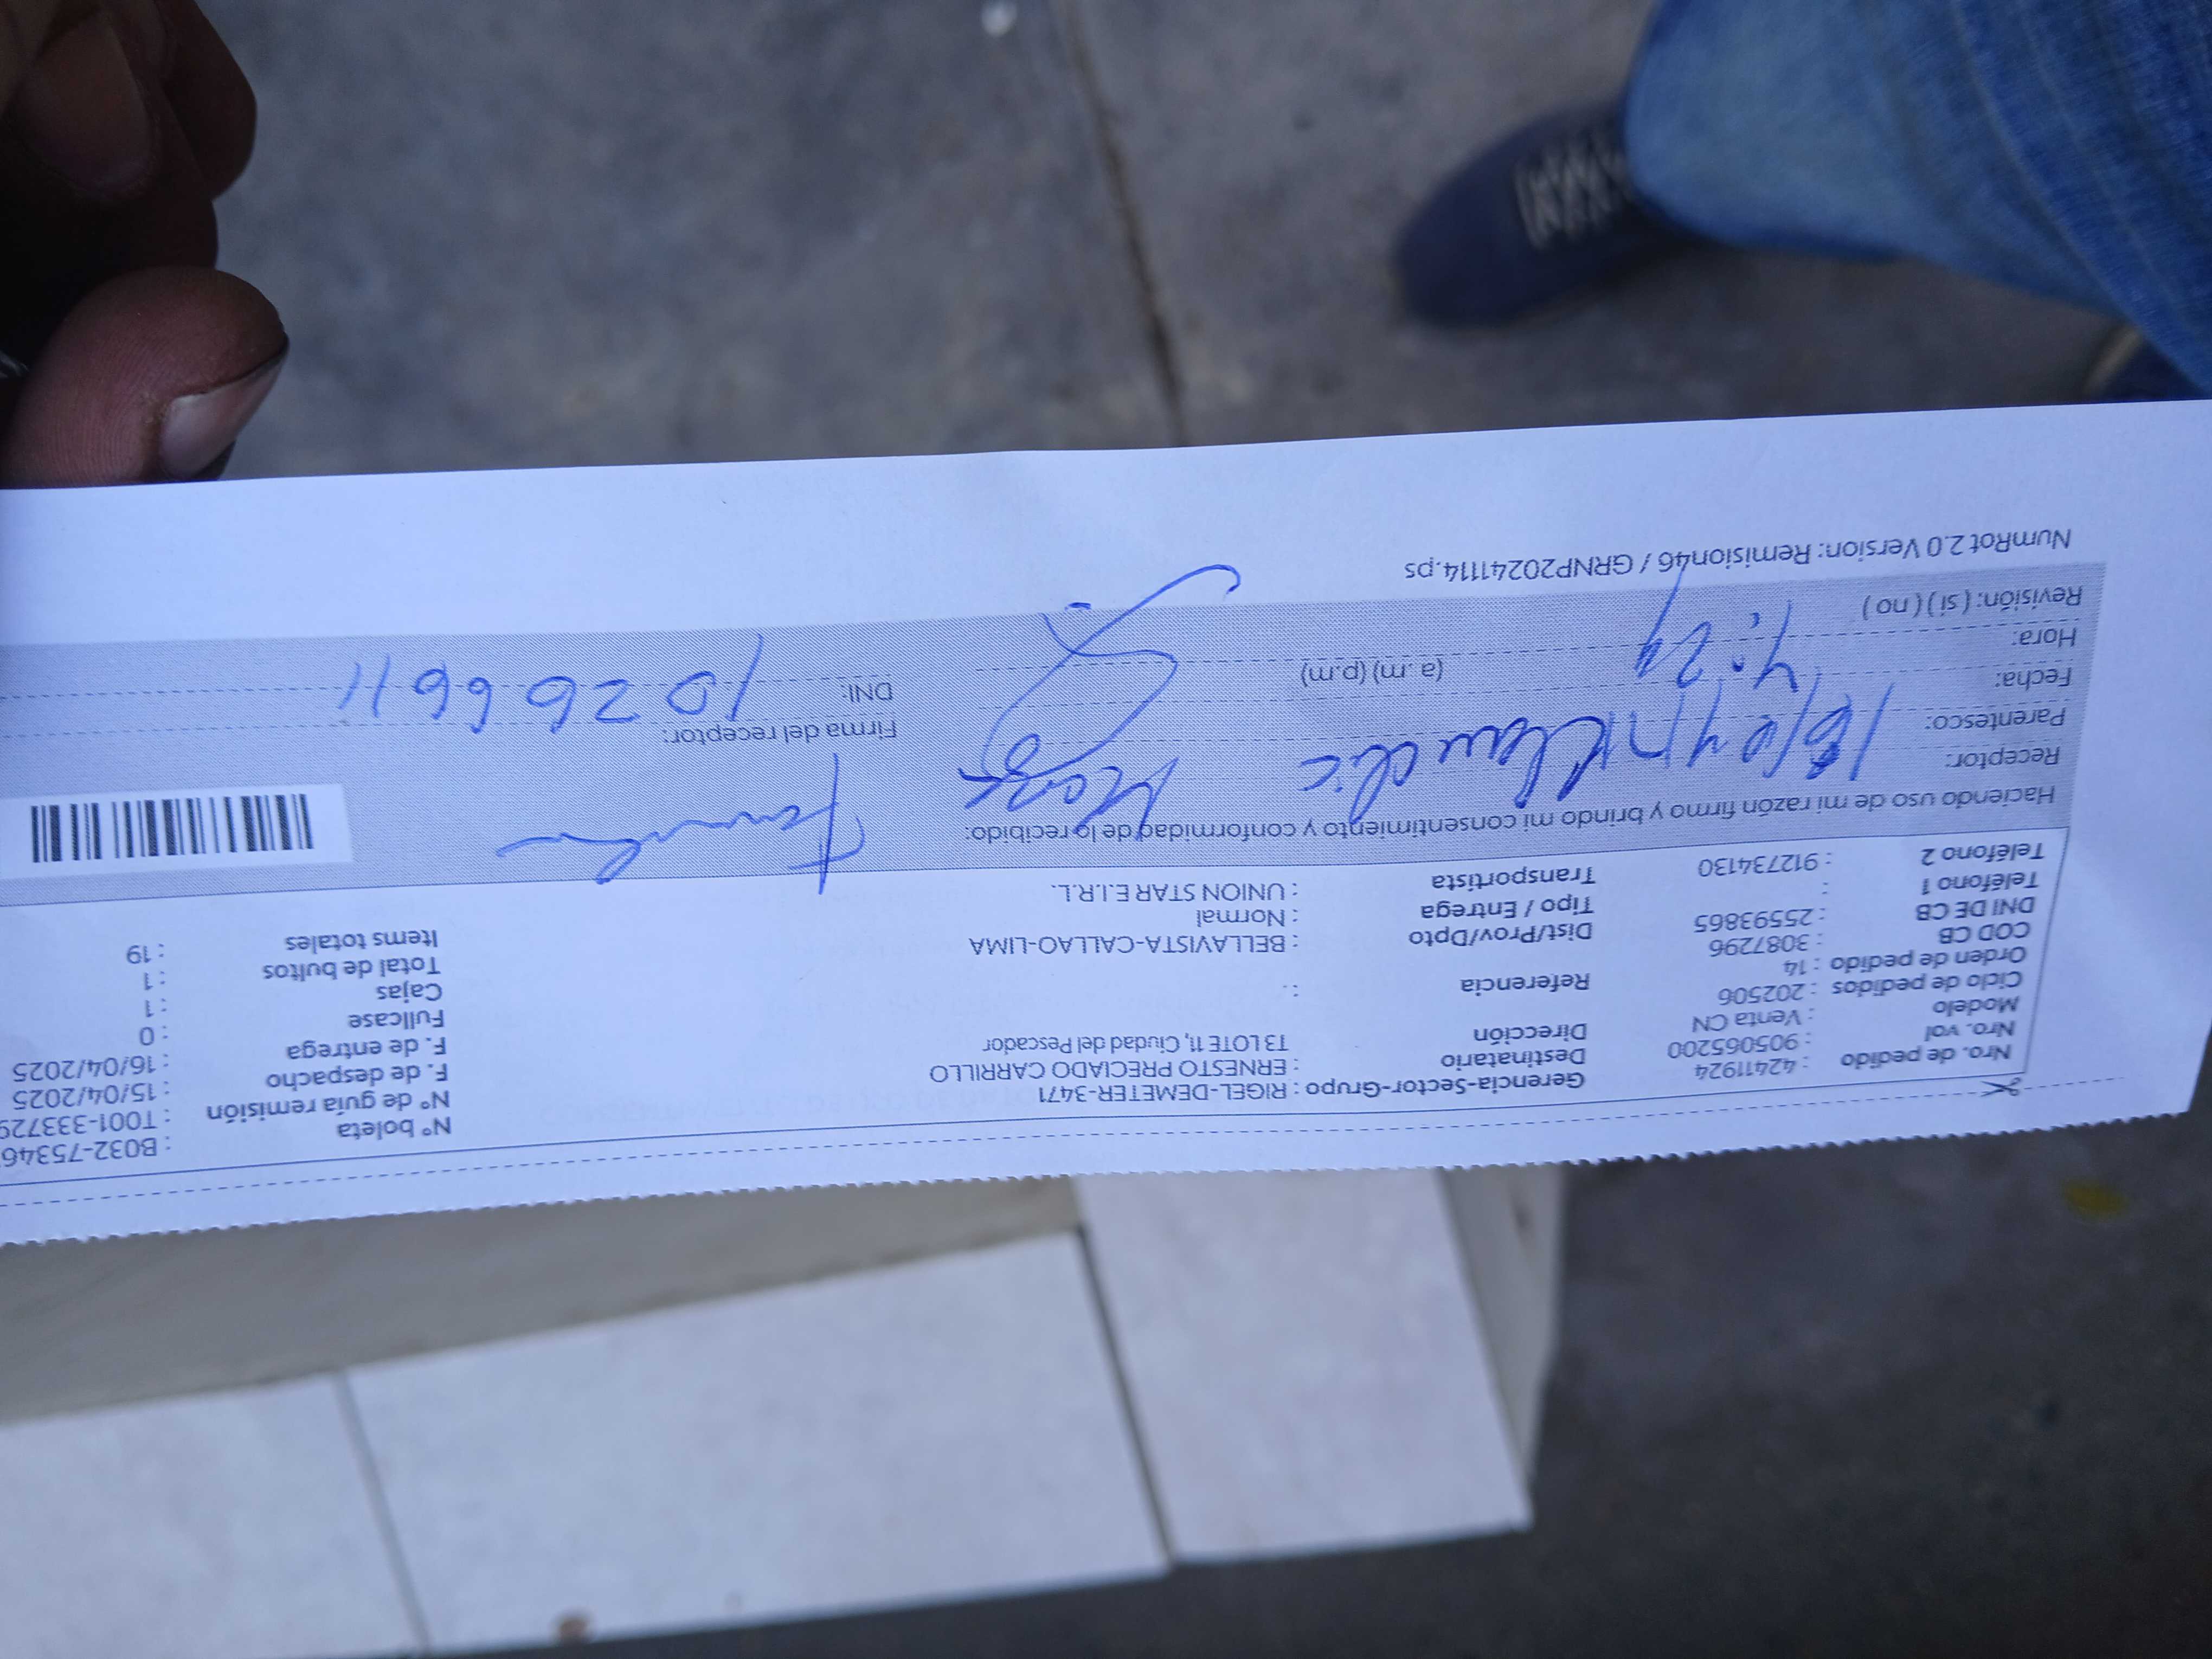 Nro. de pedido : 42411924
Nro. vol : 905065200
Modelo : Venta CN
Ciclo de pedidos : 202506
Orden de pedido : 14
COD CB : 3087296
DNI DE CB : 25593865
Teléfono 1 :
Teléfono 2 : 912734130
Gerencia-Sector-Grupo : RIGEL-DEMETER-3471
Destinatario : ERNESTO PRECIADO CARRILLO
Dirección T3 LOTE 11, Ciudad del Pescador
Referencia : .
Dist/Prov/Dpto : BELLAVISTA-CALLAO-LIMA
Tipo / Entrega : Normal
Transportista : UNION STAR E.I.R.L.
N° boleta : B032-75346
N° de guía remisión : T001-333729
F. de despacho : 15/04/2025
F. de entrega : 16/04/2025
Fullcase : 0
Cajas : 1
Total de bultos : 1
Items totales : 19
Haciendo uso de mi razón firmo y brindo mi consentimiento y conformidad de lo recibido:
Receptor: Claudia
Parentesco:
Fecha: 16/04/
Hora: 4:24 (a. m) (p.m)
Revisión: ( si ) ( no )
Firma del receptor:
DNI: 10266611
NumRot 2.0 Version: Remision46 / GRNP20241114.ps